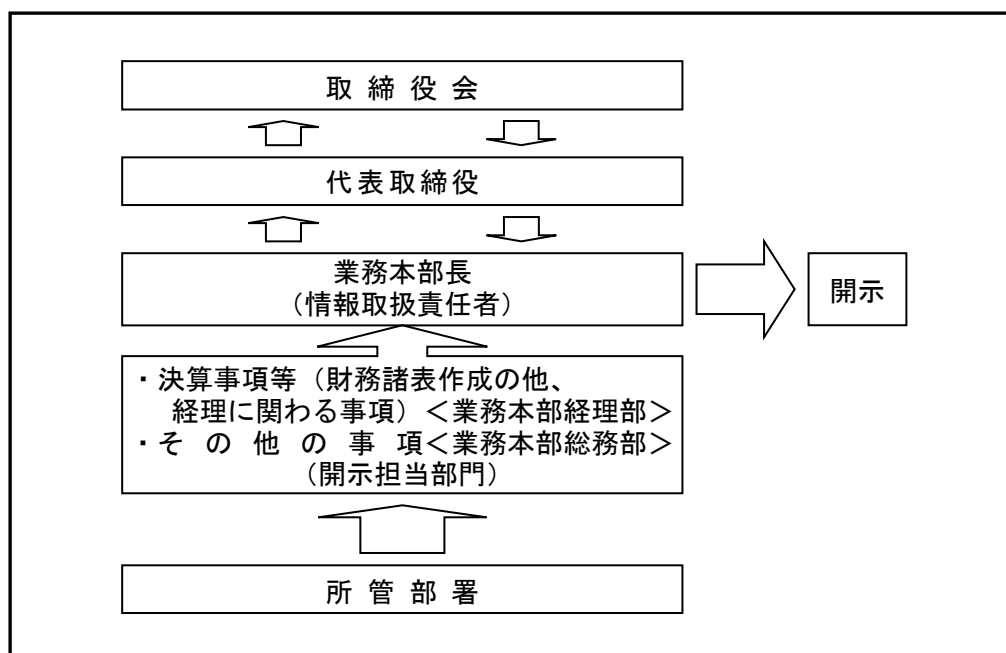 取締役会
代表取締役
業務本部長
（情報取扱責任者）
開示
・決算事項等（財務諸表作成の他、
経理に関わる事項）＜業務本部経理部＞
・その他の事項＜業務本部総務部＞
（開示担当部門）
所管部署